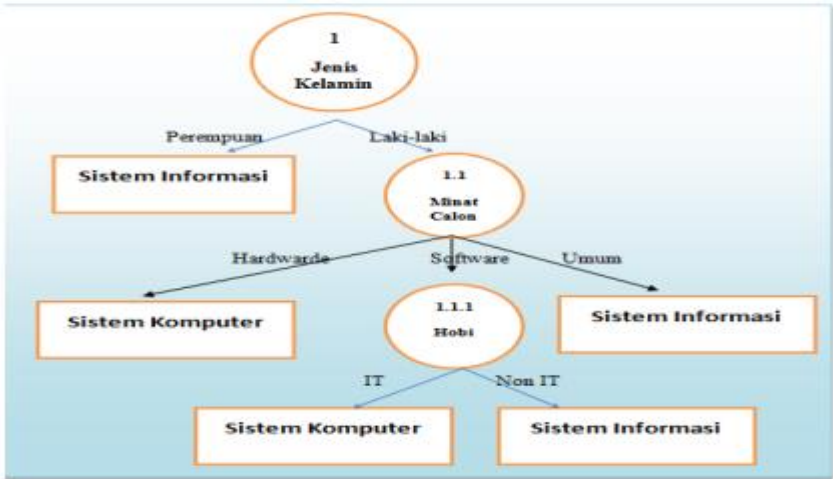 1
Jenis
Kelamin
Perempuan
Laki-laki
Sistem Informasi
1.1
Minat
Calon
Hardwarde
Software
Umum
Sistem Komputer
1.1.1
Hobi
Sistem Informasi
IT
Non IT
Sistem Komputer
Sistem Informasi